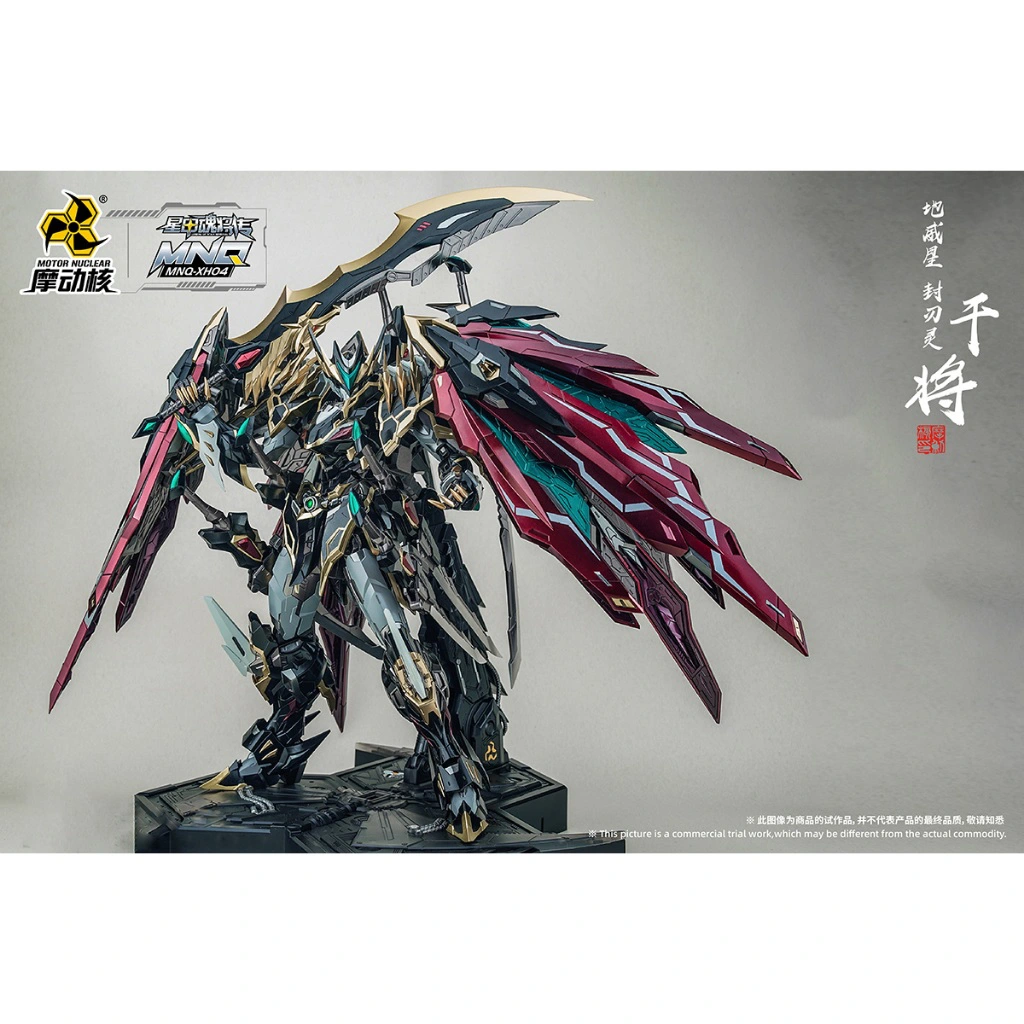 ®
MOTOR NUCLEAR
摩动核
星甲魂将传
MNQ
MNQ-XH04
地威星 封刃灵
干将
※ 此图像为商品的试作品, 并不代表产品的最终品质, 敬请知悉
※ This picture is a commercial trial work,which may be different from the actual commodity.